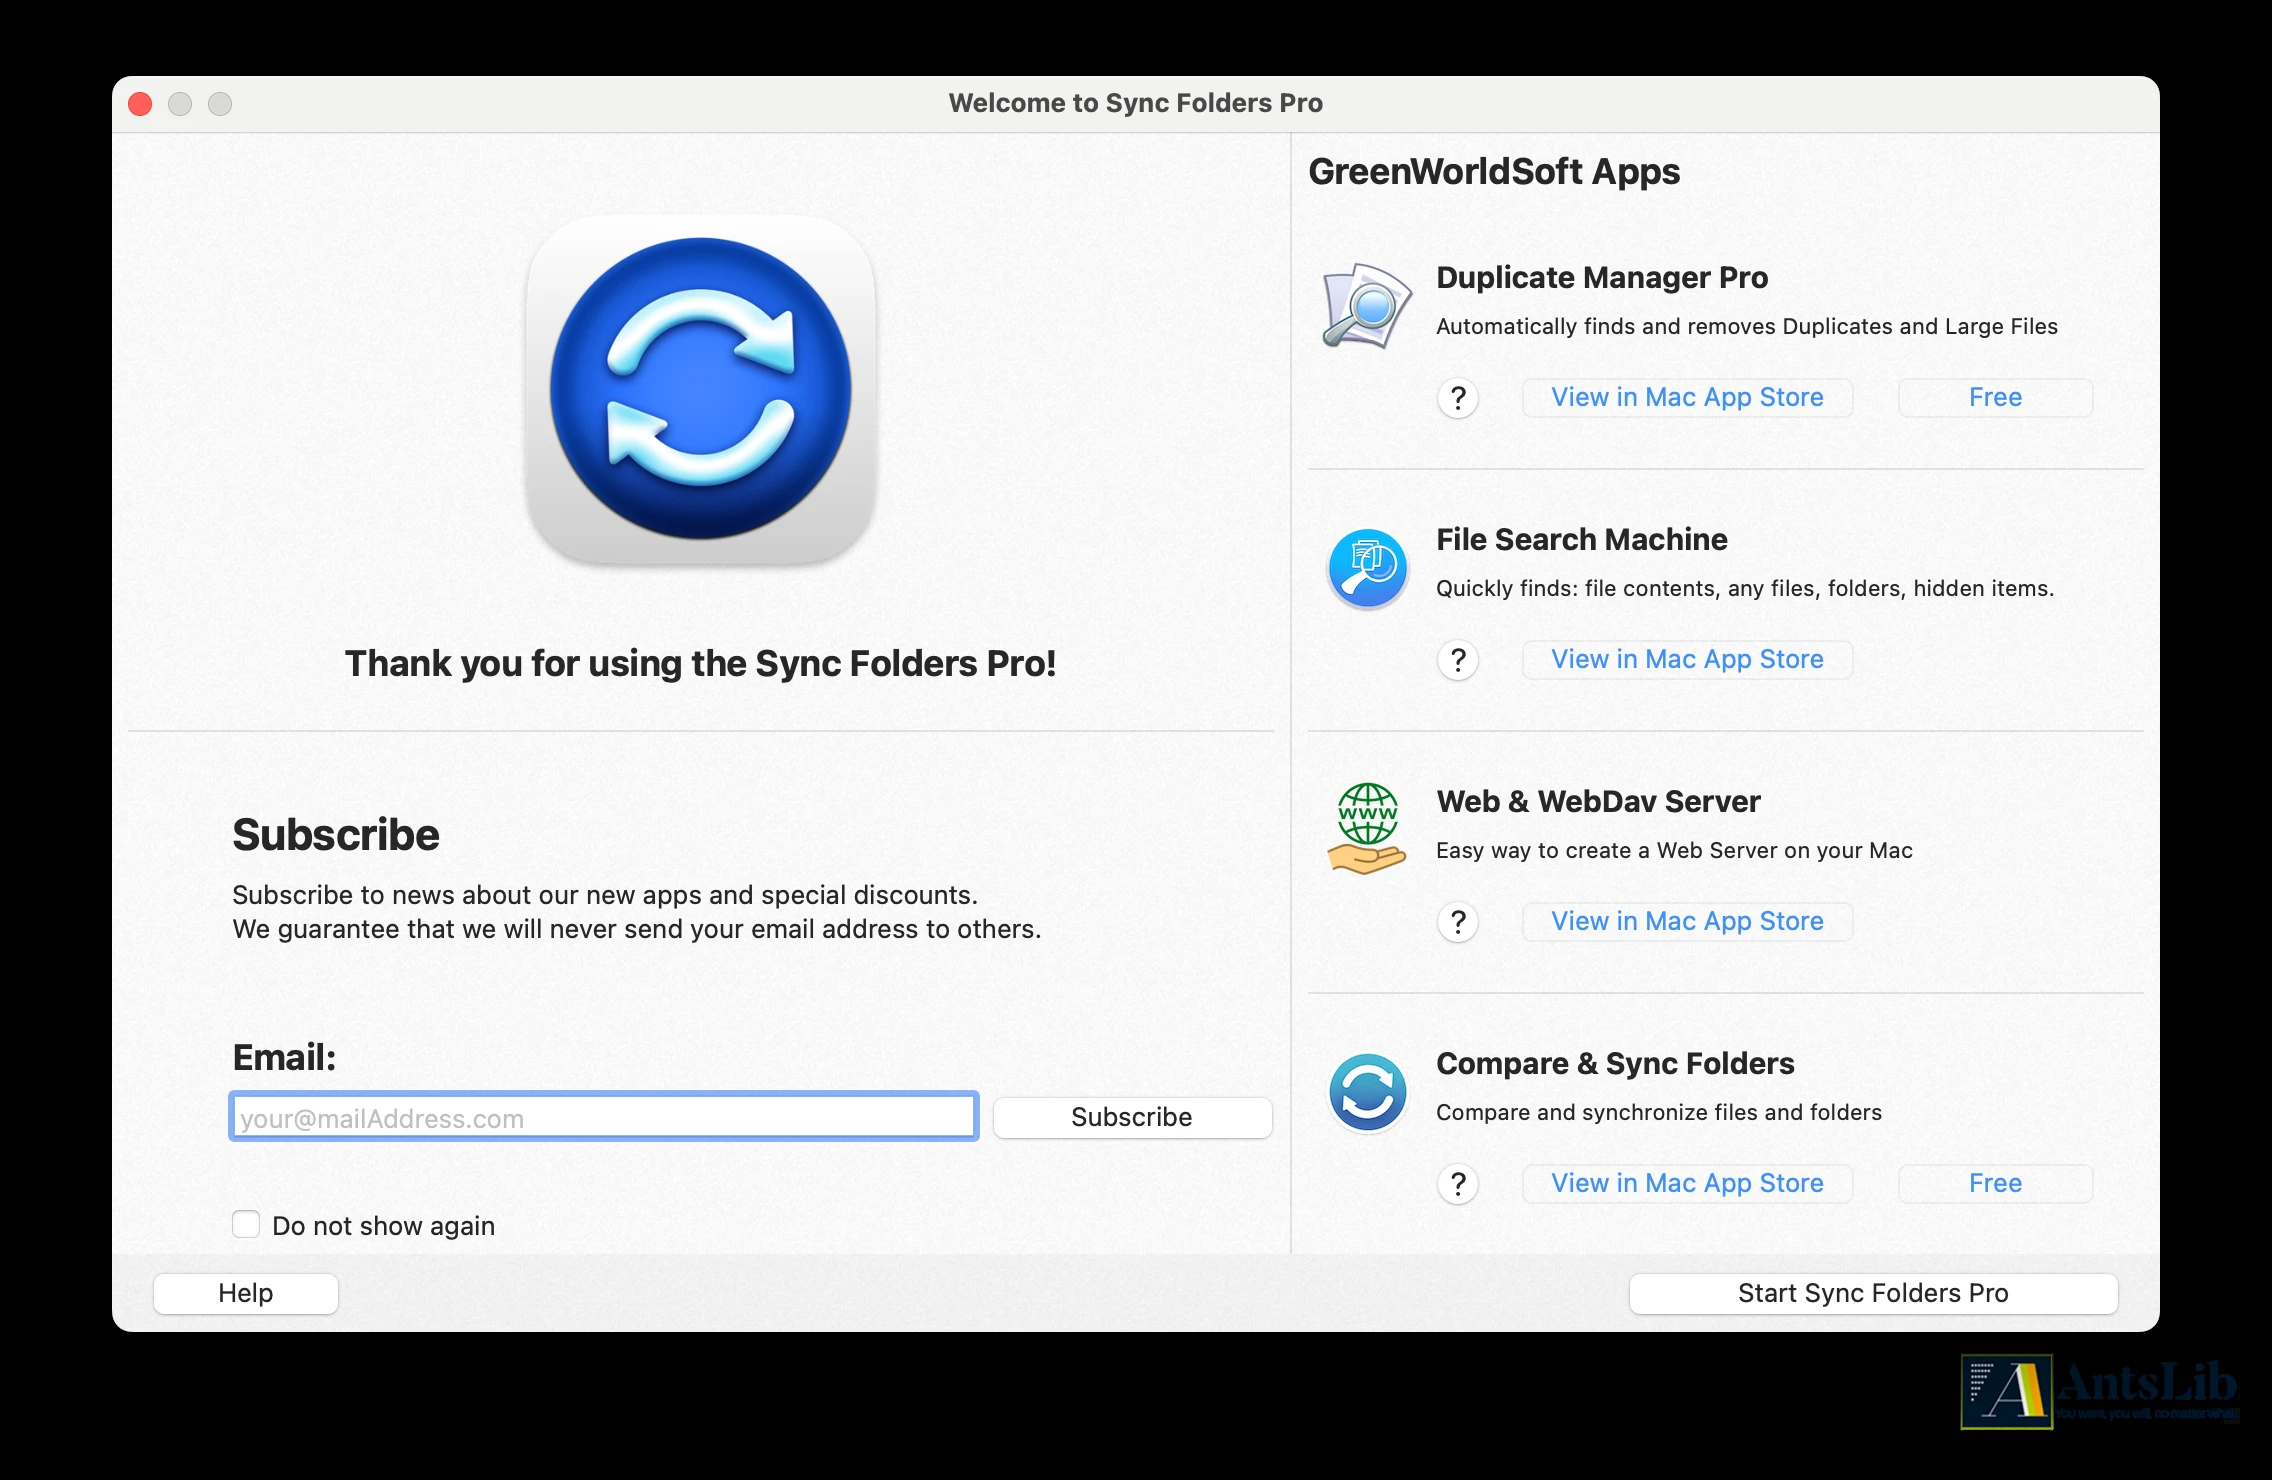 Welcome to Sync Folders Pro
Thank you for using the Sync Folders Pro!
Subscribe
Subscribe to news about our new apps and special discounts.
We guarantee that we will never send your email address to others.
Email:
your@mailAddress.com
Subscribe
Do not show again
Help
GreenWorldSoft Apps
Duplicate Manager Pro
Automatically finds and removes Duplicates and Large Files
? View in Mac App Store Free
File Search Machine
Quickly finds: file contents, any files, folders, hidden items.
? View in Mac App Store
WWW
Web & WebDav Server
Easy way to create a Web Server on your Mac
? View in Mac App Store
Compare & Sync Folders
Compare and synchronize files and folders
? View in Mac App Store Free
Start Sync Folders Pro
A AntsLib
You want, you will, no matter what!